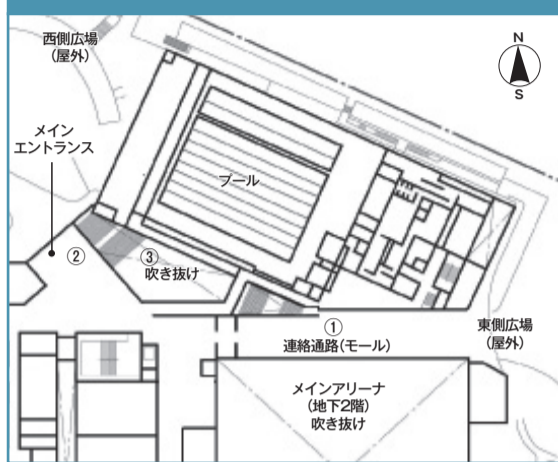 西側広場
(屋外)
N
S
メイン
エントランス
プール
②
③
吹き抜け
①
連絡通路(モール)
東側広場
(屋外)
メインアリーナ
(地下2階)
吹き抜け